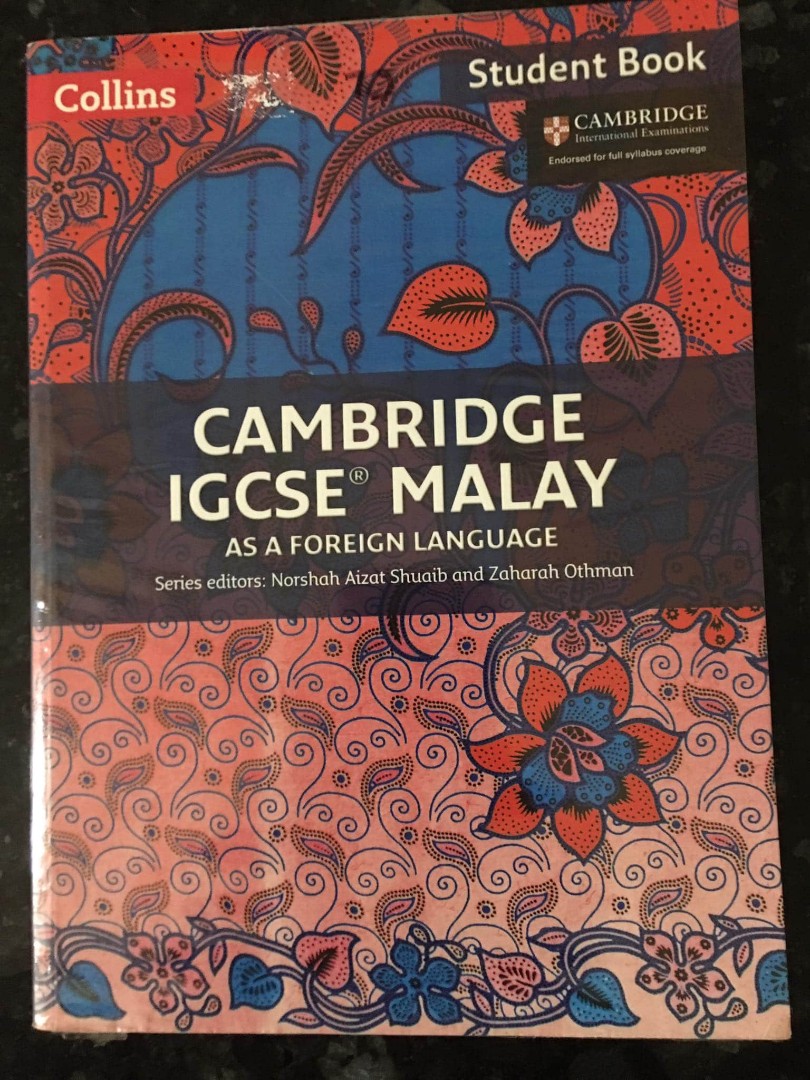 Collins
Student Book
CAMBRIDGE
International Examinations
Endorsed for full syllabus coverage
CAMBRIDGE
IGCSE® MALAY
AS A FOREIGN LANGUAGE
Series editors: Norshah Aizat Shuaib and Zaharah Othman